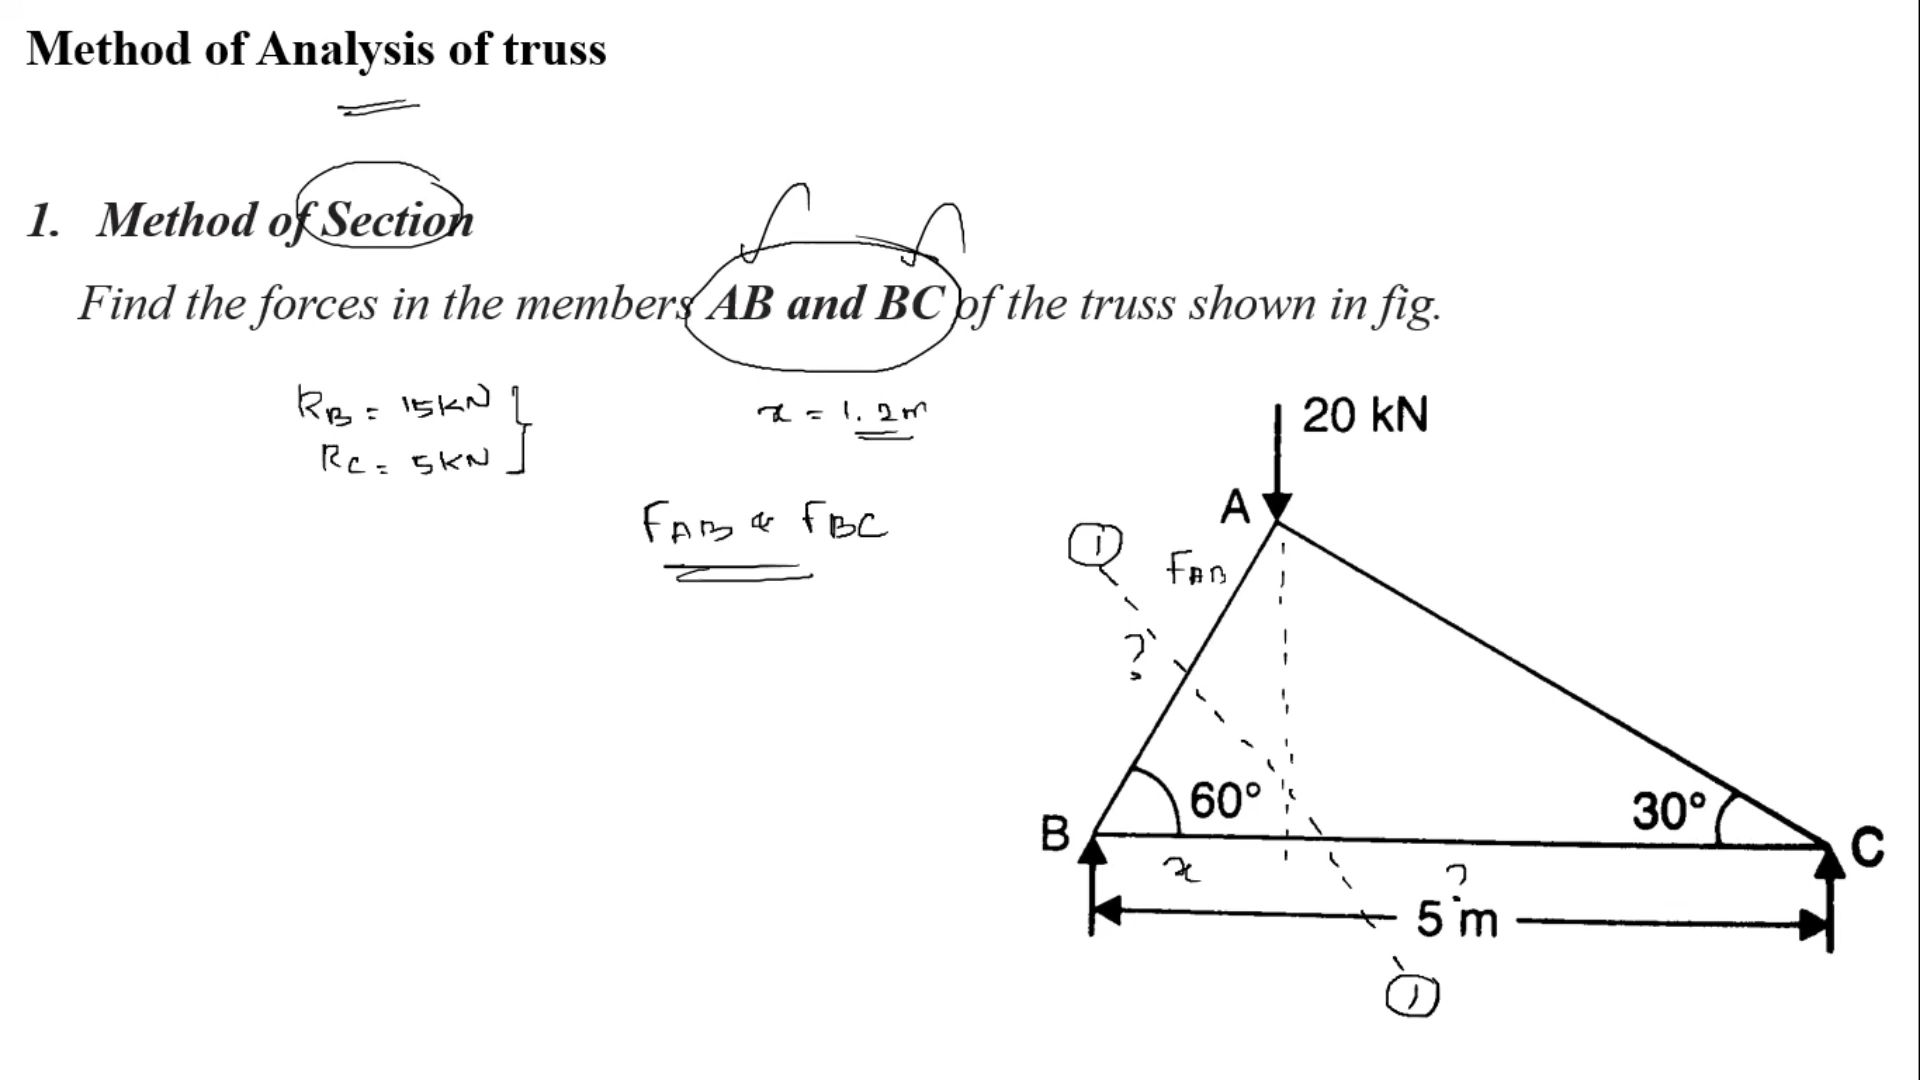 Method of Analysis of truss
1. Method of Section
Find the forces in the members AB and BC of the truss shown in fig.
RB = 15KN
RC = 5KN
x = 1.2m
FAB & FBC
20 kN
A
1
FAB
?
60°
30°
B
C
x
?
5 m
1